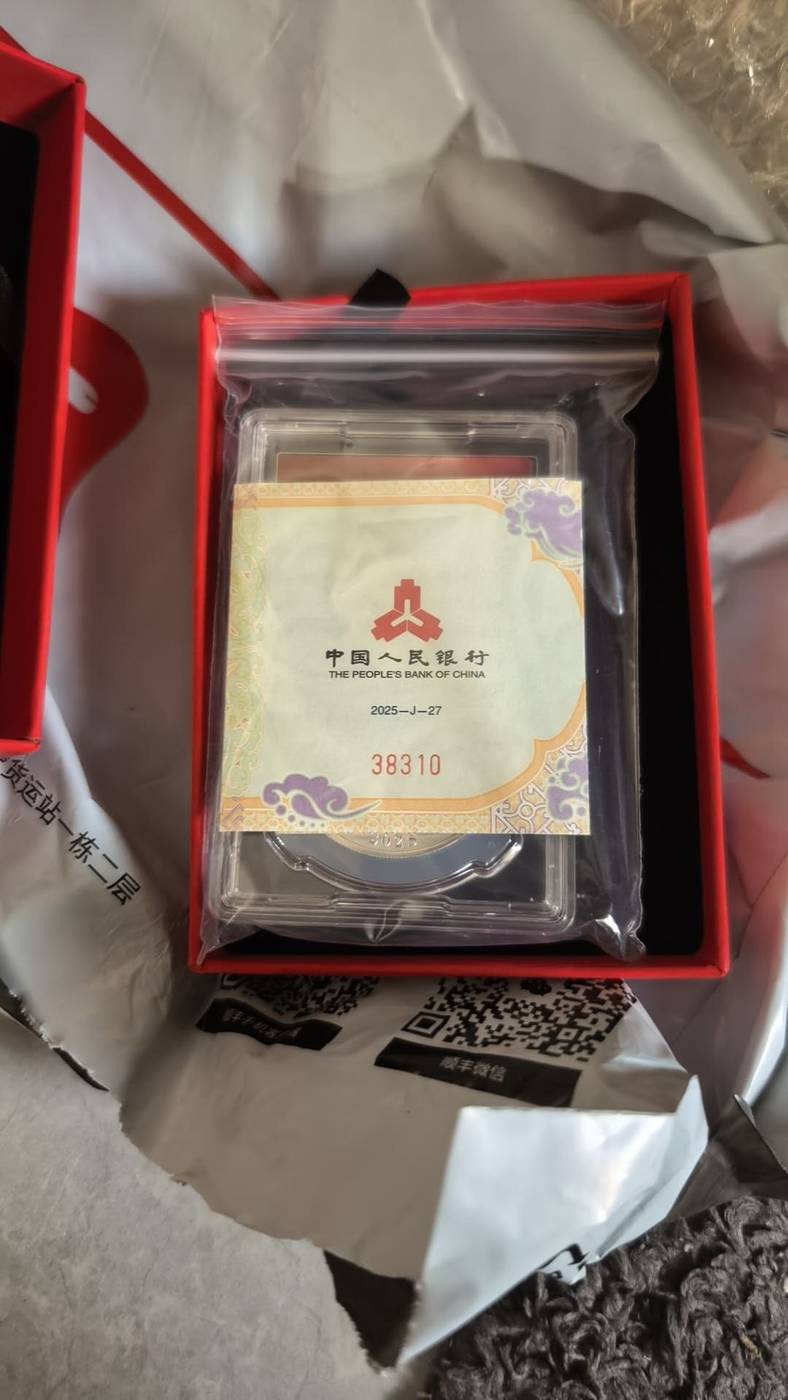 中国人民银行
THE PEOPLE'S BANK OF CHINA
2025-J-27
38310
货运站一栋二层
顺丰微信